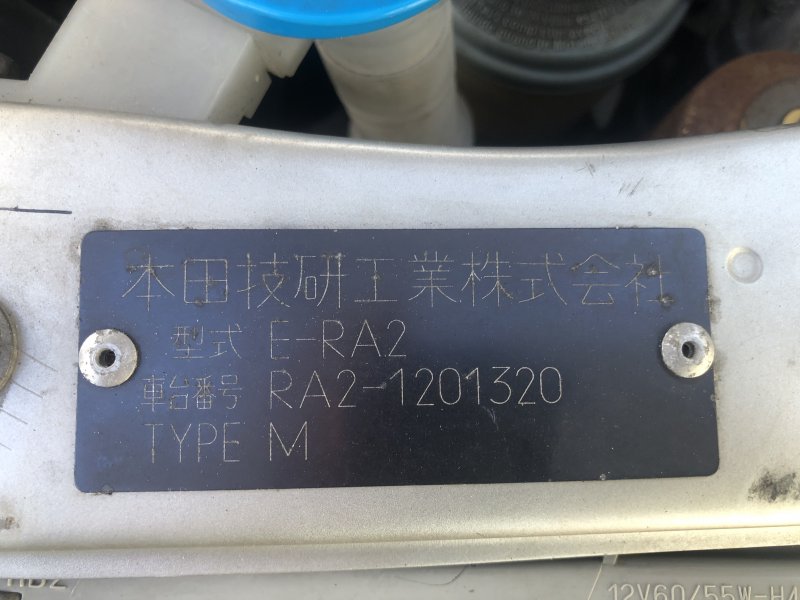 本田技研工業株式会社
型式 E-RA2
車台番号 RA2-1201320
TYPE M
HB2
12V60/55W-H4